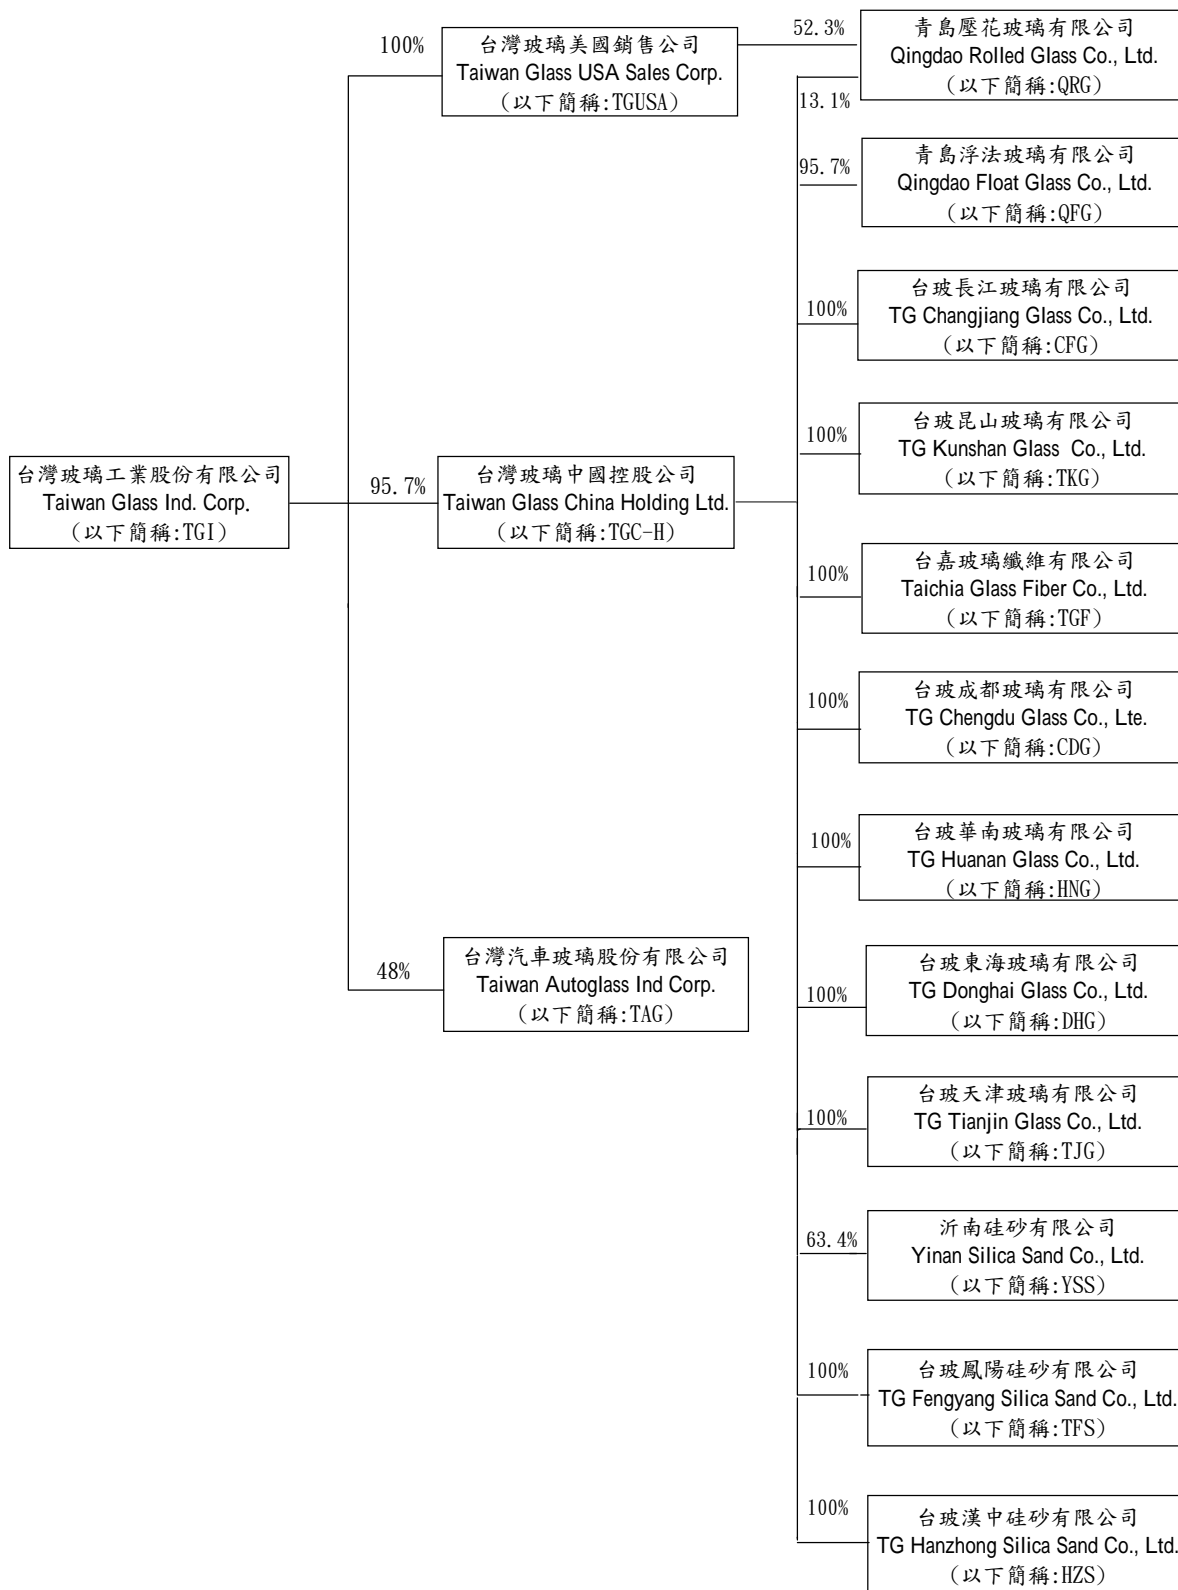 100%
台灣玻璃美國銷售公司
Taiwan Glass USA Sales Corp.
(以下簡稱:TGUSA)
52.3%
青島壓花玻璃有限公司
Qingdao Rolled Glass Co., Ltd.
(以下簡稱:QRG)
13.1%
95.7%
青島浮法玻璃有限公司
Qingdao Float Glass Co., Ltd.
(以下簡稱:QFG)
100%
台玻長江玻璃有限公司
TG Changjiang Glass Co., Ltd.
(以下簡稱:CFG)
100%
台玻昆山玻璃有限公司
TG Kunshan Glass Co., Ltd.
(以下簡稱:TKG)
台灣玻璃工業股份有限公司
Taiwan Glass Ind. Corp.
(以下簡稱:TGI)
95.7%
台灣玻璃中國控股公司
Taiwan Glass China Holding Ltd.
(以下簡稱:TGC-H)
100%
台嘉玻璃纖維有限公司
Taichia Glass Fiber Co., Ltd.
(以下簡稱:TGF)
100%
台玻成都玻璃有限公司
TG Chengdu Glass Co., Lte.
(以下簡稱:CDG)
100%
台玻華南玻璃有限公司
TG Huanan Glass Co., Ltd.
(以下簡稱:HNG)
48%
台灣汽車玻璃股份有限公司
Taiwan Autoglass Ind Corp.
(以下簡稱:TAG)
100%
台玻東海玻璃有限公司
TG Donghai Glass Co., Ltd.
(以下簡稱:DHG)
100%
台玻天津玻璃有限公司
TG Tianjin Glass Co., Ltd.
(以下簡稱:TJG)
63.4%
沂南硅砂有限公司
Yinan Silica Sand Co., Ltd.
(以下簡稱:YSS)
100%
台玻鳳陽硅砂有限公司
TG Fengyang Silica Sand Co., Ltd.
(以下簡稱:TFS)
100%
台玻漢中硅砂有限公司
TG Hanzhong Silica Sand Co., Ltd.
(以下簡稱:HZS)